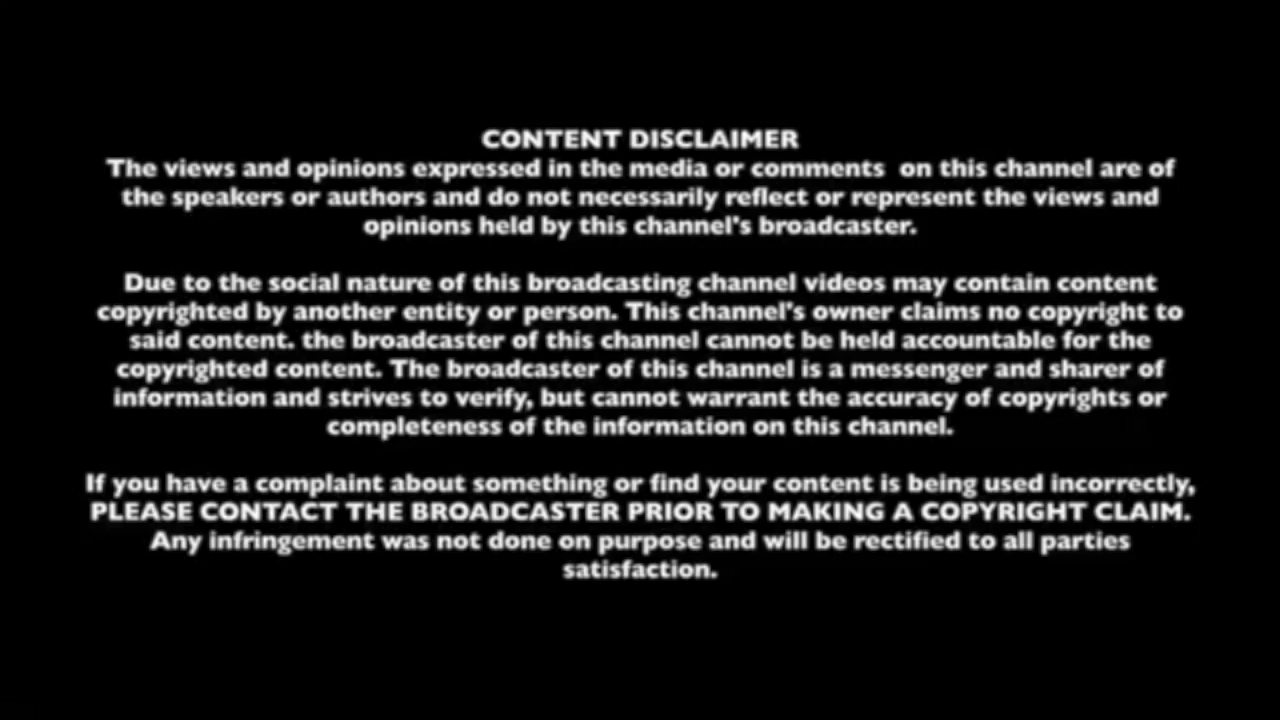 CONTENT DISCLAIMER
The views and opinions expressed in the media or comments  on this channel are of
the speakers or authors and do not necessarily reflect or represent the views and
opinions held by this channel's broadcaster.
Due to the social nature of this broadcasting channel videos may contain content
copyrighted by another entity or person. This channel's owner claims no copyright to
said content. the broadcaster of this channel cannot be held accountable for the
copyrighted content. The broadcaster of this channel is a messenger and sharer of
information and strives to verify, but cannot warrant the accuracy of copyrights or
completeness of the information on this channel.
If you have a complaint about something or find your content is being used incorrectly,
PLEASE CONTACT THE BROADCASTER PRIOR TO MAKING A COPYRIGHT CLAIM.
Any infringement was not done on purpose and will be rectified to all parties
satisfaction.